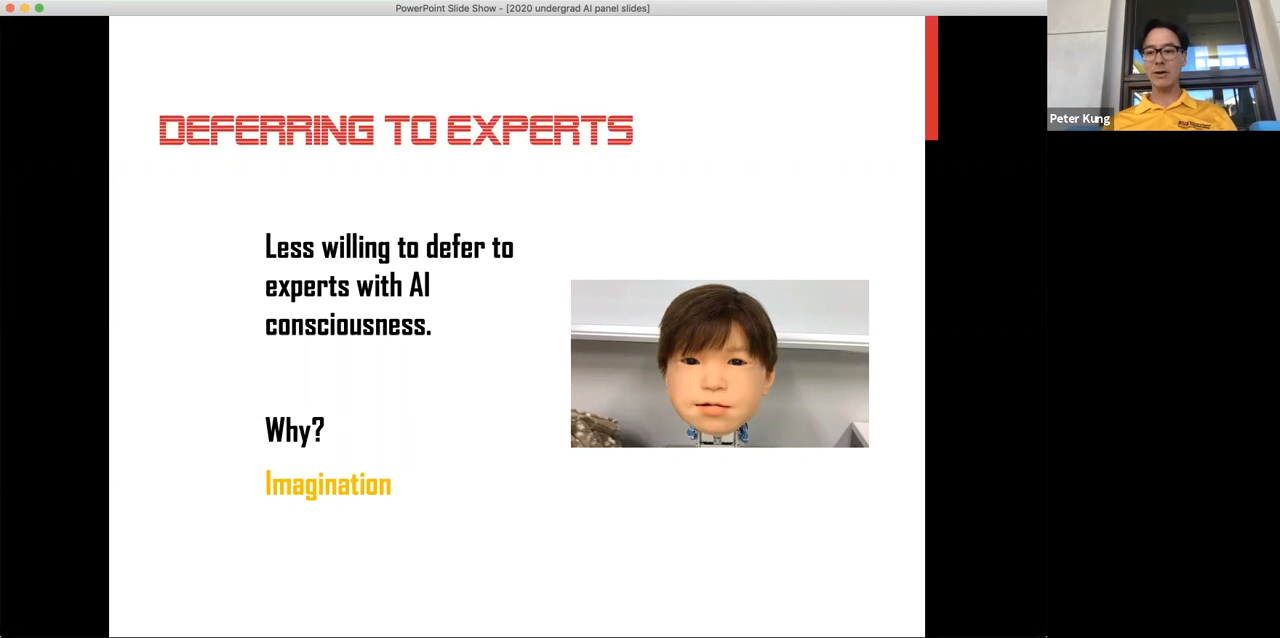 PowerPoint Slide Show - [2020 undergrad AI panel slides]
DEFERRING TO EXPERTS
Less willing to defer to
experts with AI
consciousness.
Why?
Imagination
Peter Kung